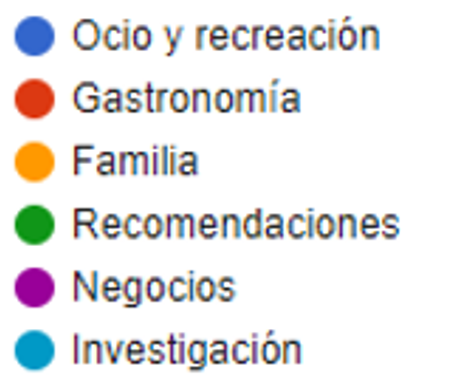 Ocio y recreación
Gastronomía
Familia
Recomendaciones
Negocios
Investigación